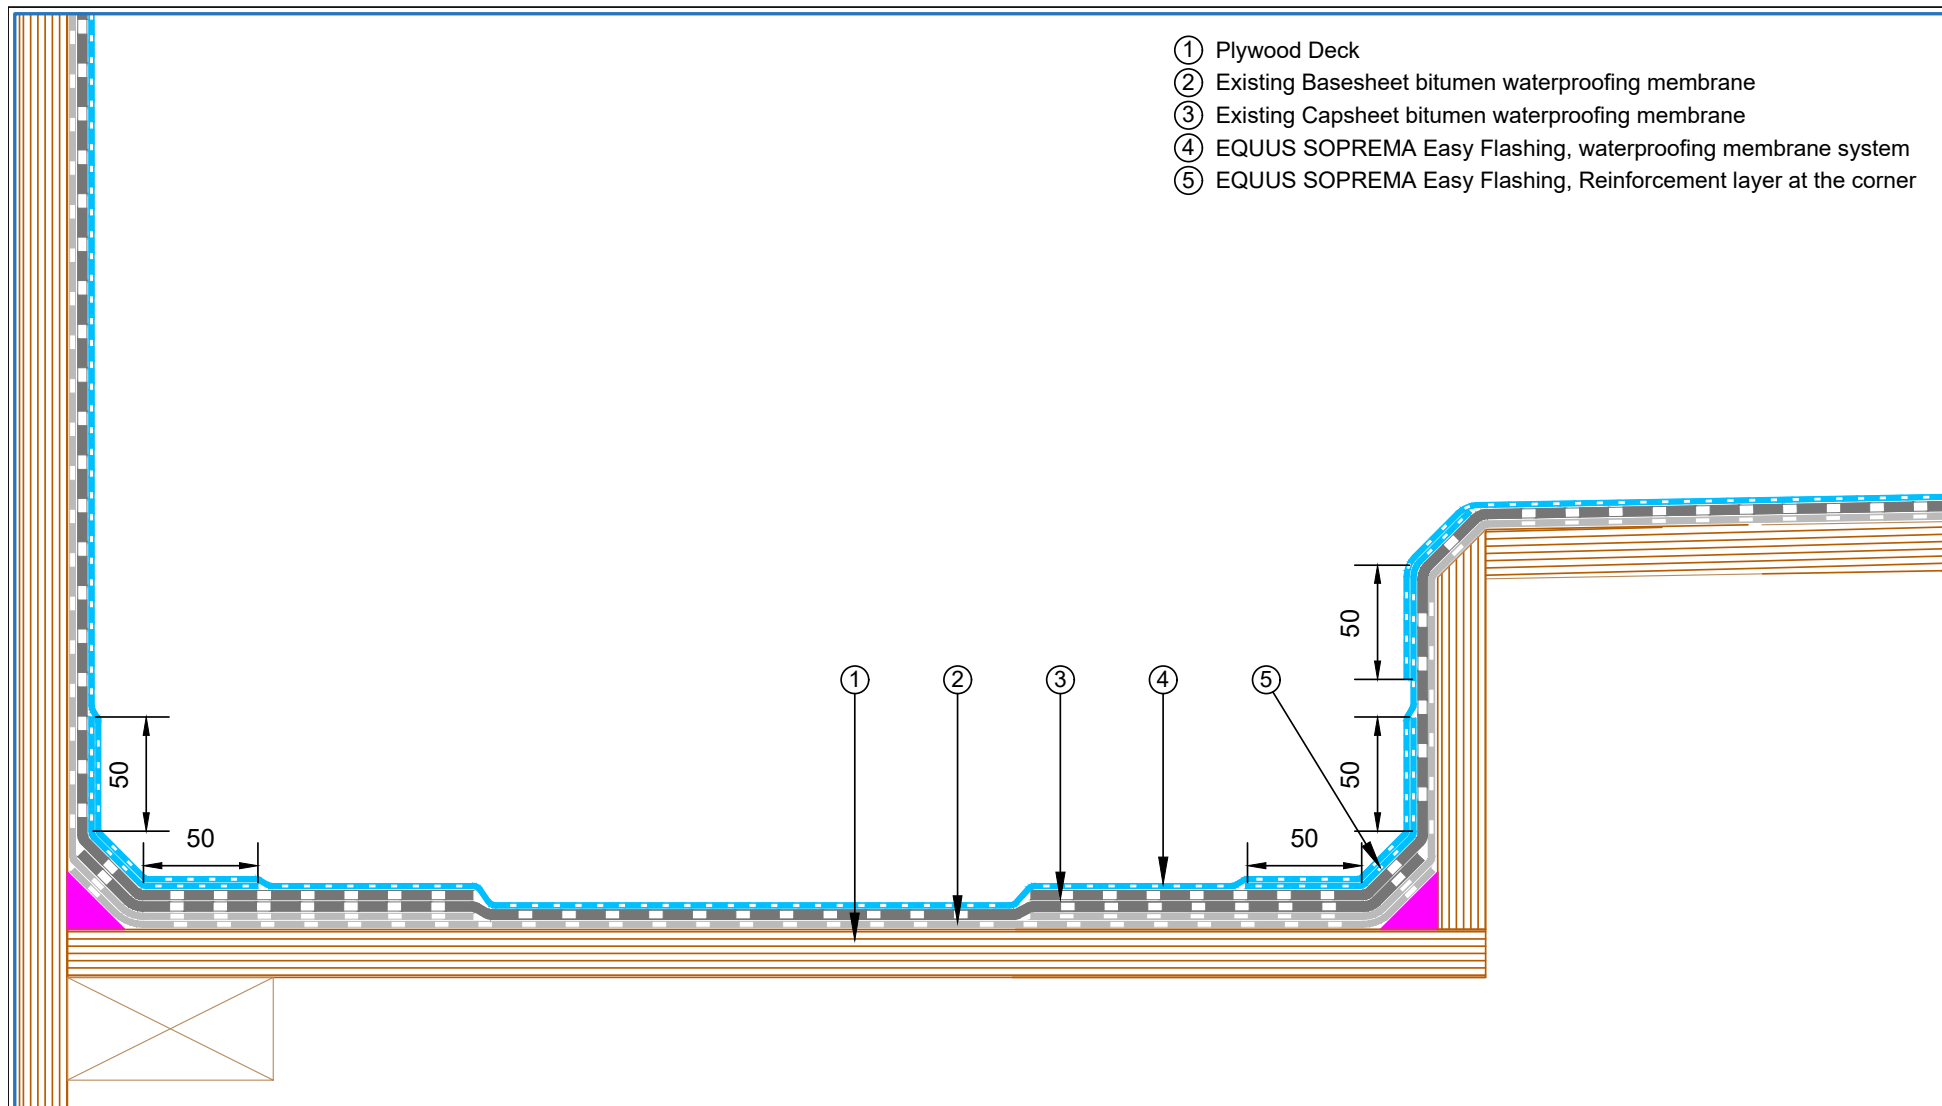 1 Plywood Deck
2 Existing Basesheet bitumen waterproofing membrane
3 Existing Capsheet bitumen waterproofing membrane
4 EQUUS SOPREMA Easy Flashing, waterproofing membrane system
5 EQUUS SOPREMA Easy Flashing, Reinforcement layer at the corner
50
1 2 3 4 5
50
50
50
50